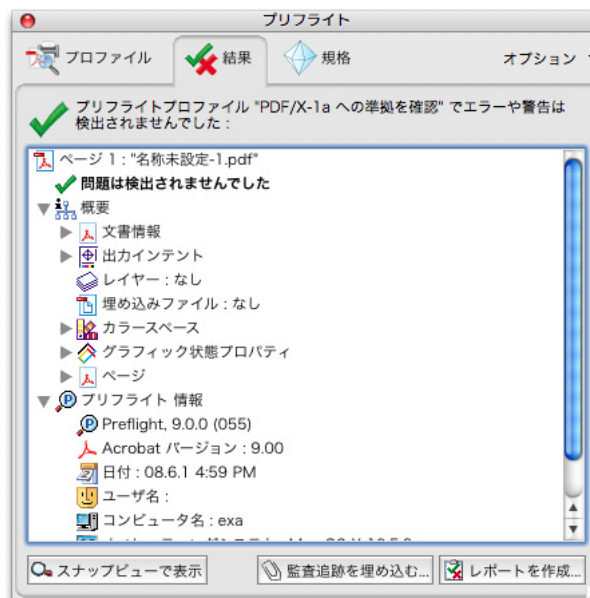 プリフライト
プロファイル
結果
規格
オプション
プリフライトプロファイル "PDF/X-1a への準拠を確認" でエラーや警告は
検出されませんでした :
ページ 1 : "名称未設定-1.pdf"
問題は検出されませんでした
概要
文書情報
出力インテント
レイヤー : なし
埋め込みファイル : なし
カラースペース
グラフィック状態プロパティ
ページ
プリフライト 情報
Preflight, 9.0.0 (055)
Acrobat バージョン : 9.00
日付 : 08.6.1 4:59 PM
ユーザ名 :
コンピュータ名 : exa
スナップビューで表示
監査追跡を埋め込む...
レポートを作成...